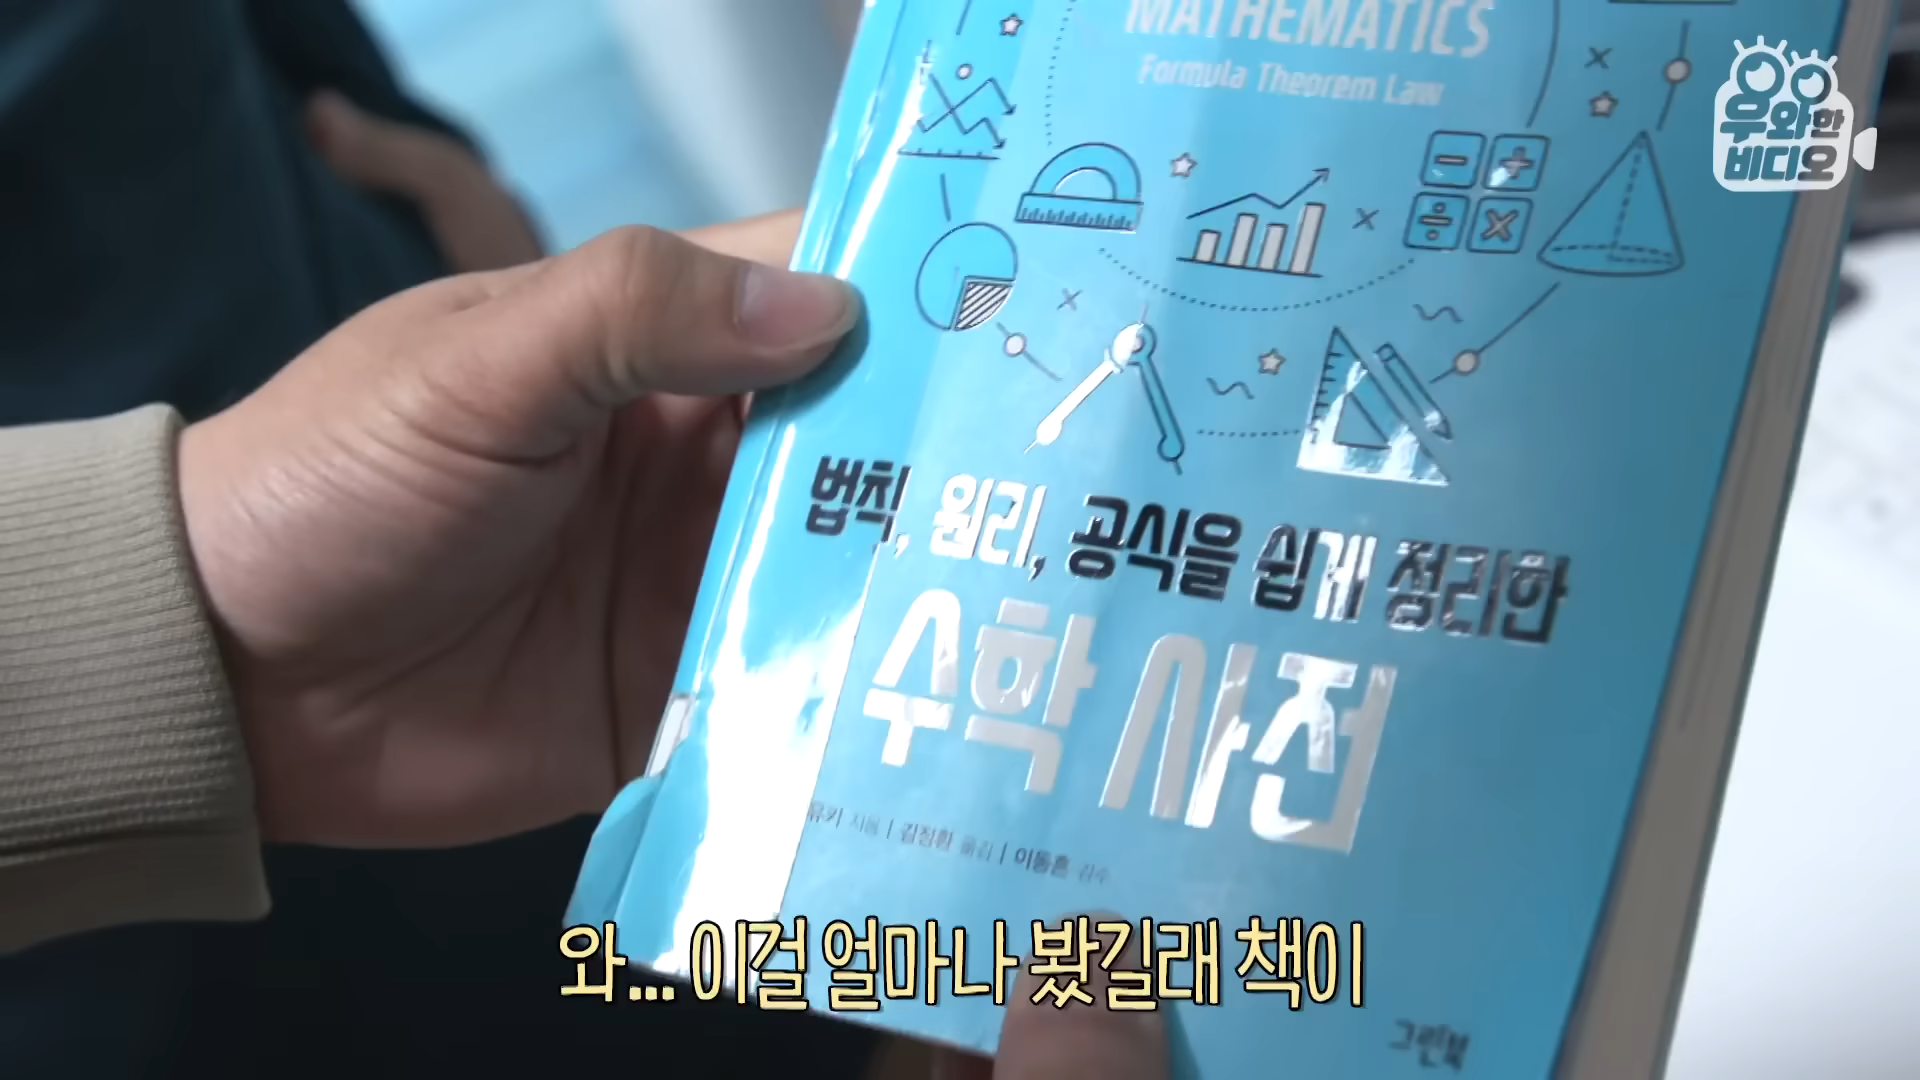 MATHEMATICS
Formula Theorem Law
우와한
비디오
법칙, 원리, 공식을 쉽게 정리한
수학 사전
유키 지음 | 김정환 옮김 | 이동흔 감수
와... 이걸 얼마나 봤길래 책이
그린북